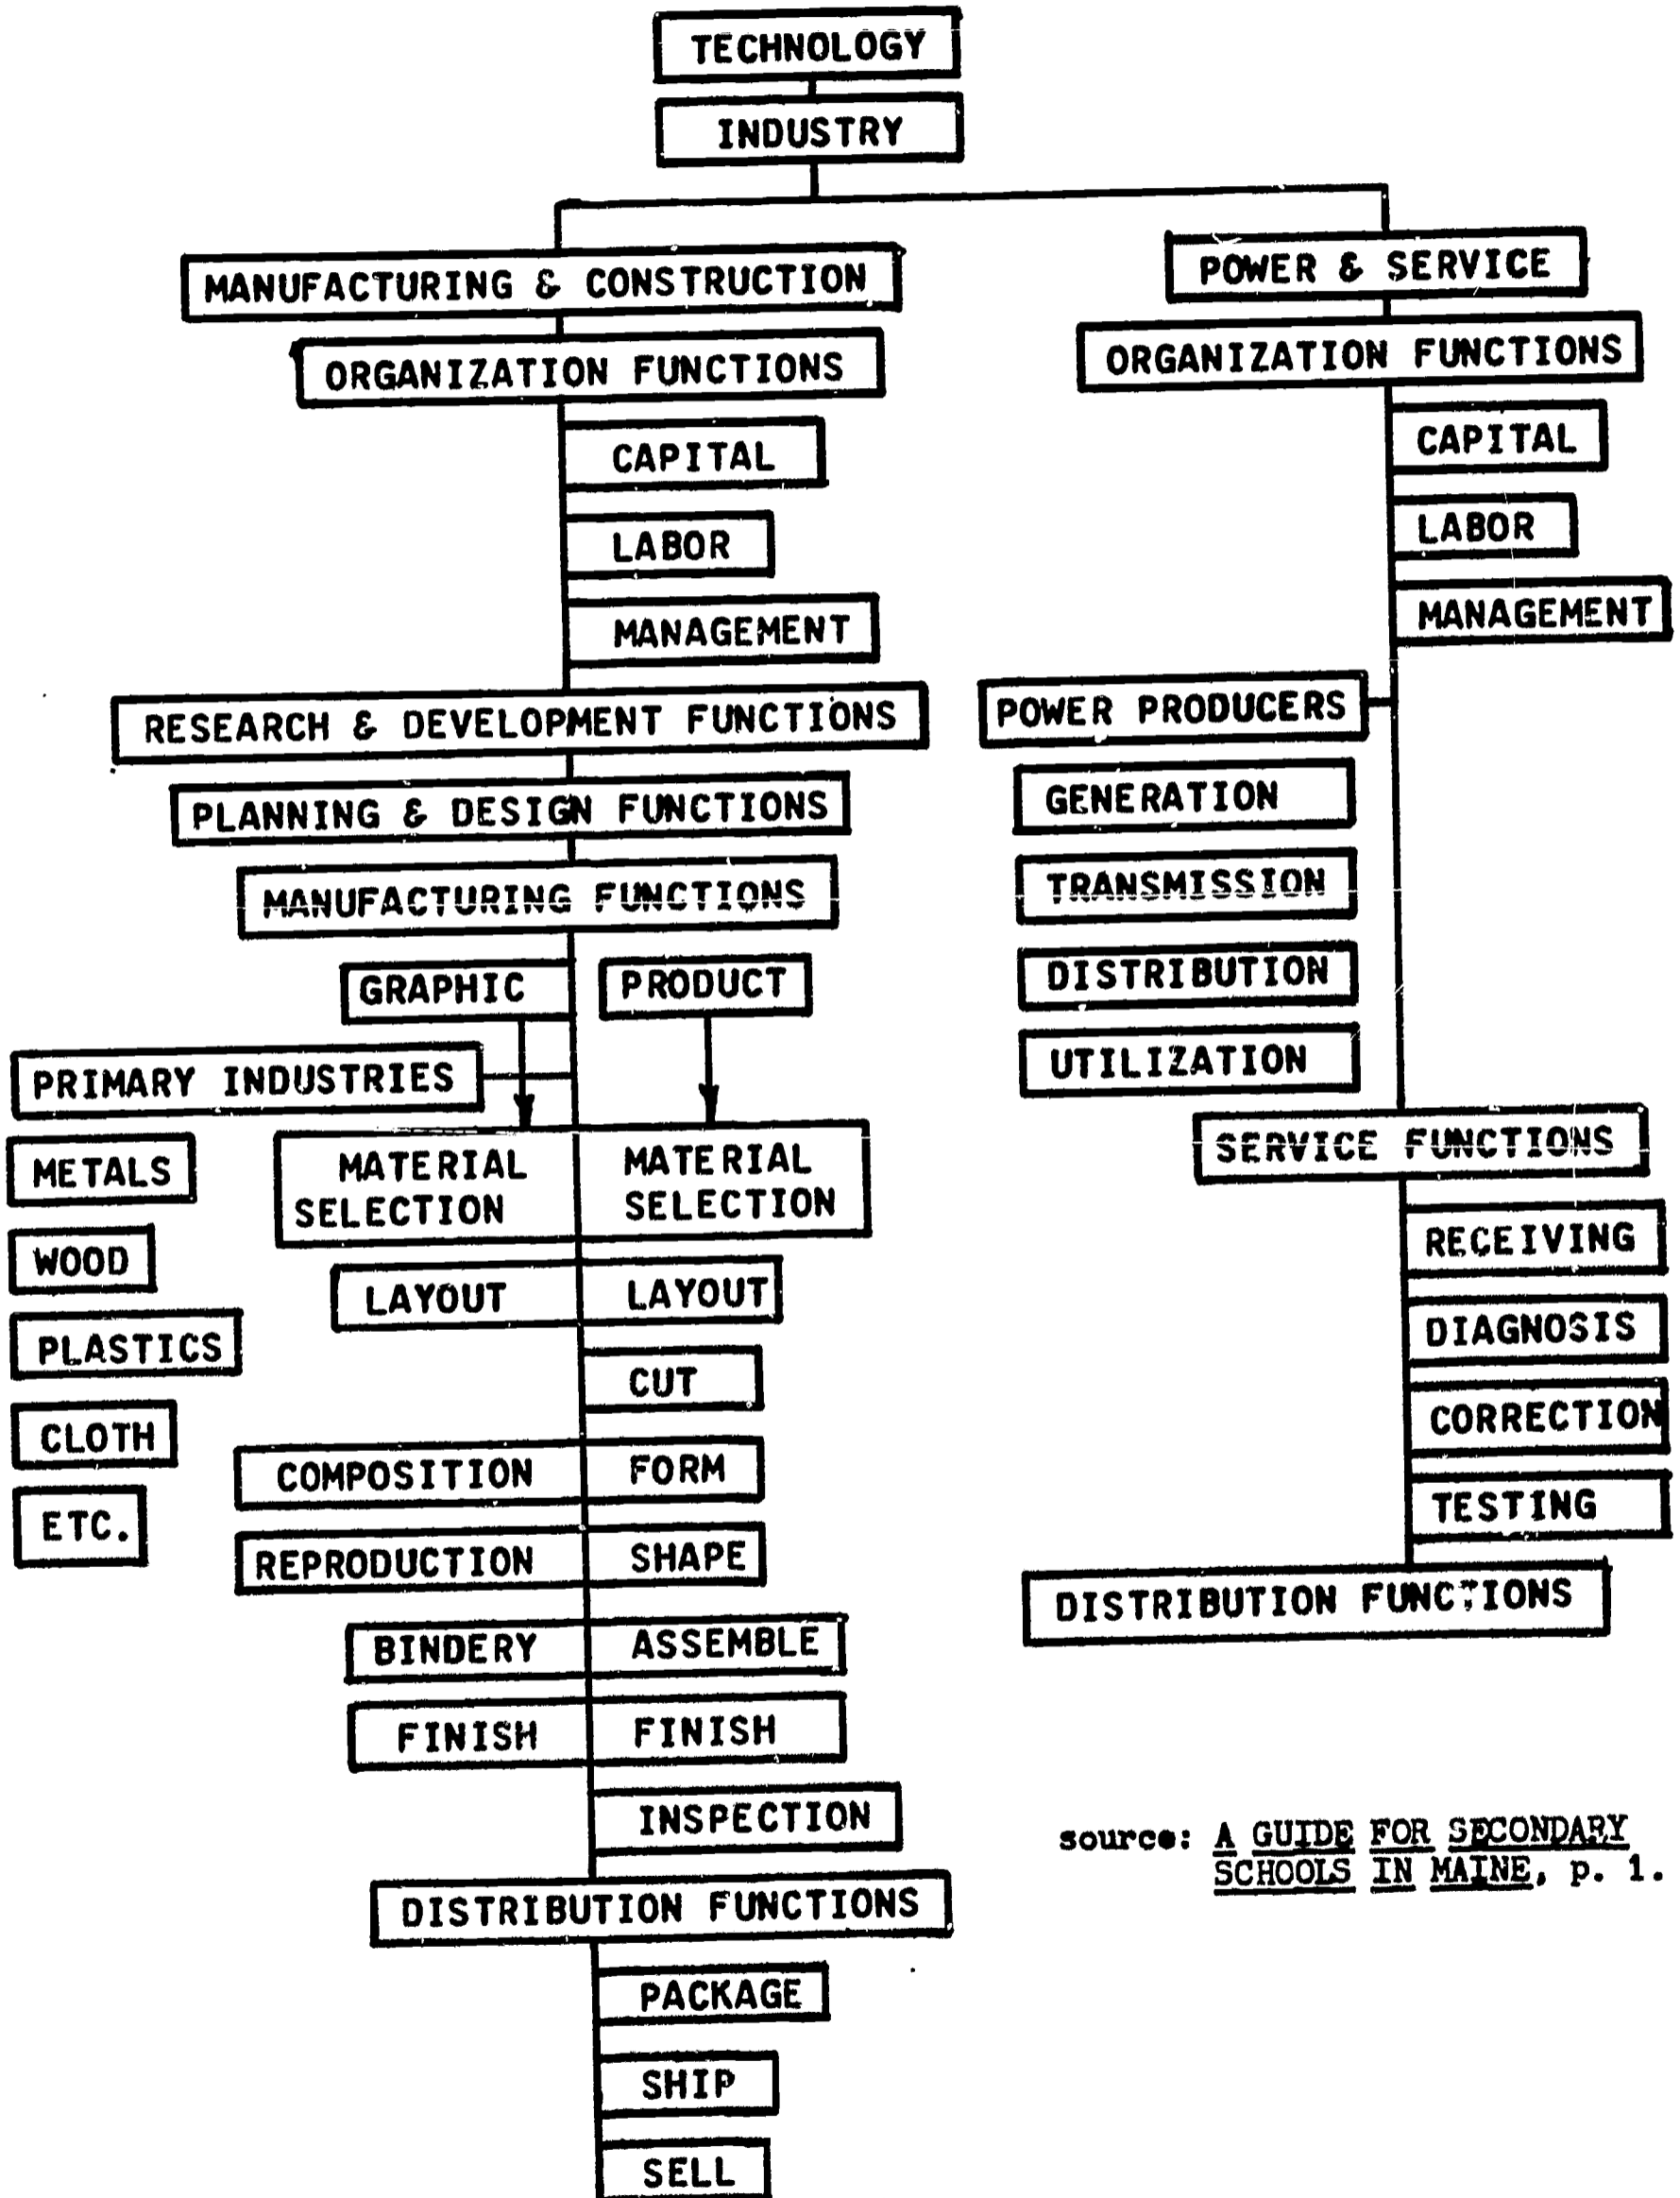 TECHNOLOGY
INDUSTRY
MANUFACTURING & CONSTRUCTION
ORGANIZATION FUNCTIONS
CAPITAL
LABOR
MANAGEMENT
RESEARCH & DEVELOPMENT FUNCTIONS
PLANNING & DESIGN FUNCTIONS
MANUFACTURING FUNCTIONS
GRAPHIC
PRODUCT
PRIMARY INDUSTRIES
METALS
WOOD
PLASTICS
CLOTH
ETC.
MATERIAL
SELECTION
MATERIAL
SELECTION
LAYOUT
LAYOUT
CUT
COMPOSITION
FORM
REPRODUCTION
SHAPE
BINDERY
ASSEMBLE
FINISH
FINISH
INSPECTION
DISTRIBUTION FUNCTIONS
PACKAGE
SHIP
SELL
POWER & SERVICE
ORGANIZATION FUNCTIONS
CAPITAL
LABOR
MANAGEMENT
POWER PRODUCERS
GENERATION
TRANSMISSION
DISTRIBUTION
UTILIZATION
SERVICE FUNCTIONS
RECEIVING
DIAGNOSIS
CORRECTION
TESTING
DISTRIBUTION FUNCTIONS
source: A GUIDE FOR SECONDARY
SCHOOLS IN MAINE, p. 1.